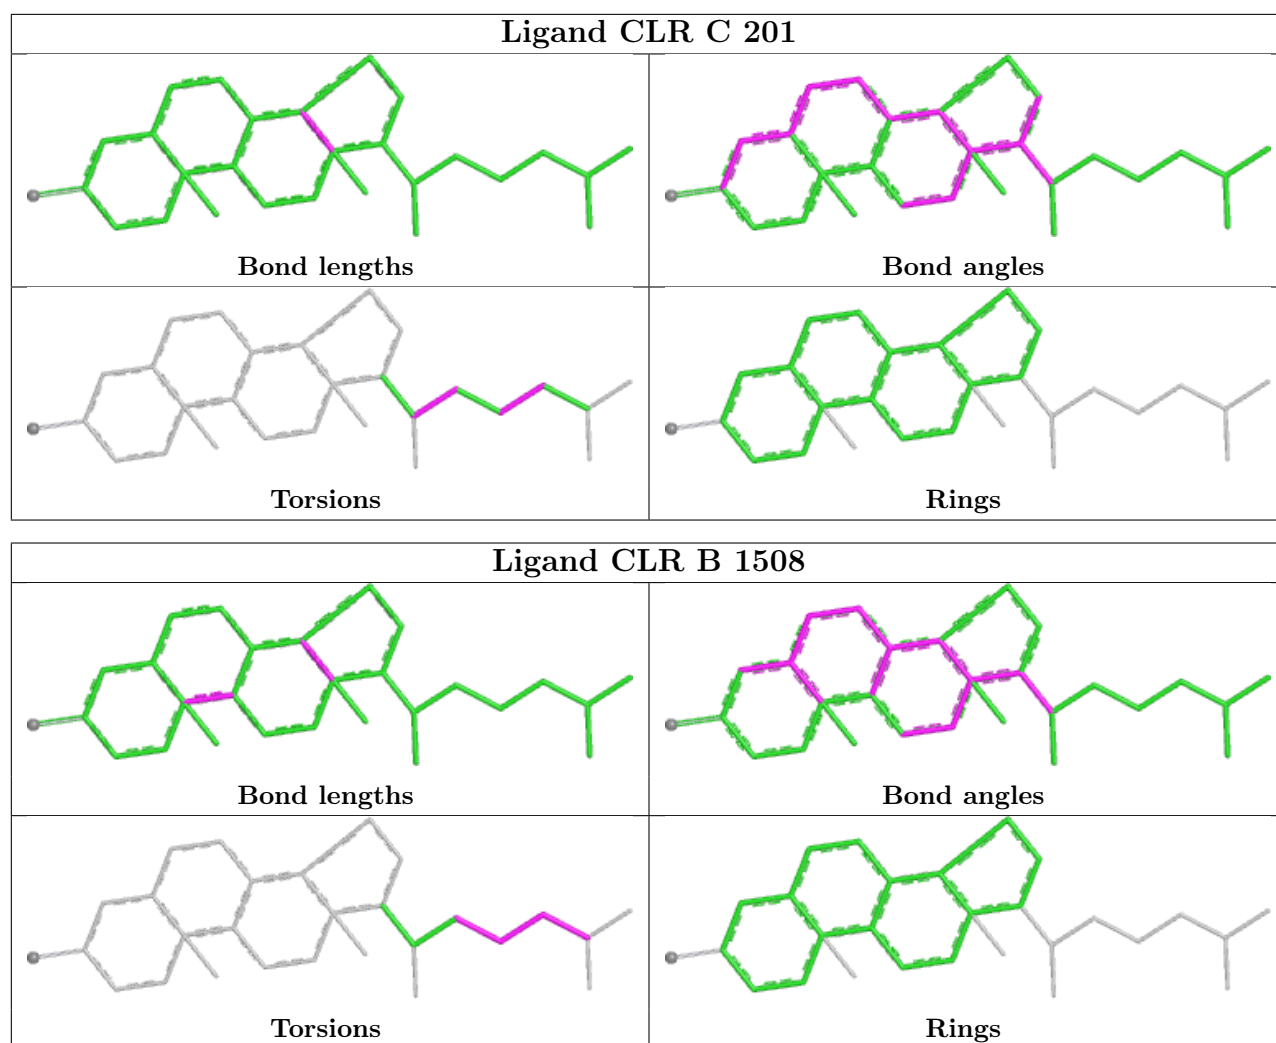 Ligand CLR C 201
Bond lengths
Bond angles
Torsions
Rings
Ligand CLR B 1508
Bond lengths
Bond angles
Torsions
Rings